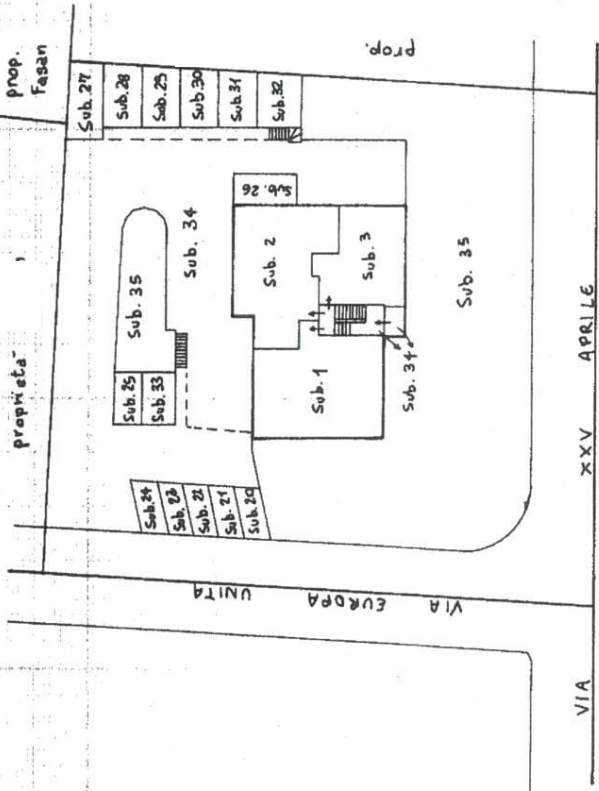 prop.
Fasan
prop.
proprieta'
Sub. 27
Sub. 28
Sub. 29
Sub. 30
Sub. 31
Sub. 32
Sub. 26
Sub. 34
Sub. 35
Sub. 25
Sub. 33
Sub. 2
Sub. 3
Sub. 1
Sub. 34
Sub. 35
Sub. 24
Sub. 23
Sub. 22
Sub. 21
Sub. 20
VIA EUROPA UNITA
VIA XXV APRILE